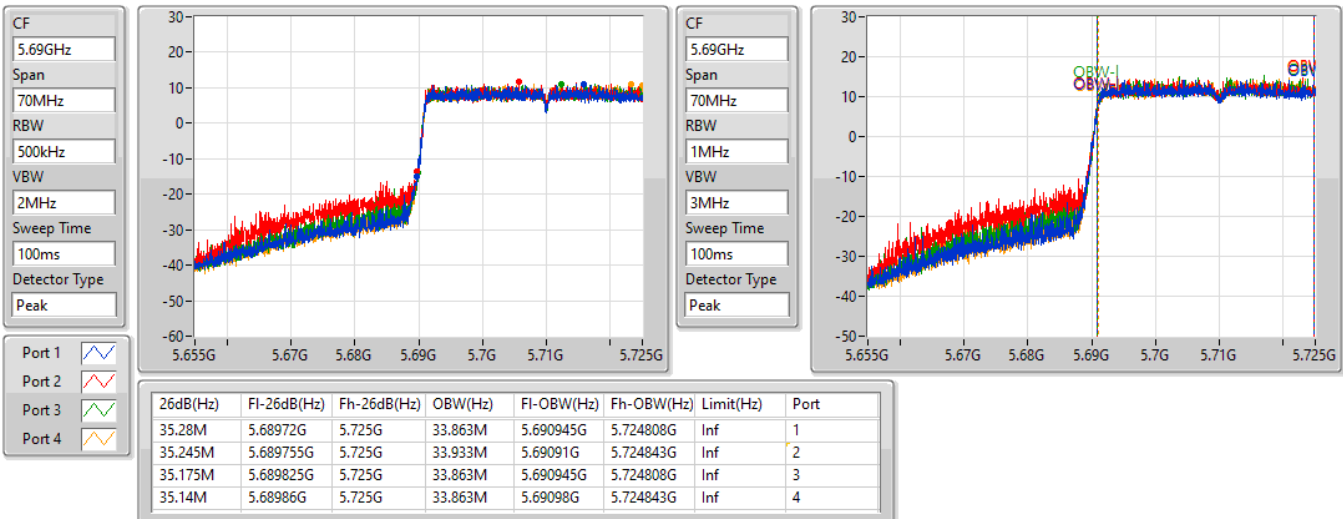 CF
5.69GHz
Span
70MHz
RBW
500kHz
VBW
2MHz
Sweep Time
100ms
Detector Type
Peak
Port 1
Port 2
Port 3
Port 4
30
20
10
0
-10
-20
-30
-40
-50
-60
5.655G 5.67G 5.68G 5.69G 5.7G 5.71G 5.725G
CF
5.69GHz
Span
70MHz
RBW
1MHz
VBW
3MHz
Sweep Time
100ms
Detector Type
Peak
30
20
10
0
-10
-20
-30
-40
-50
OBW-
OBW-
5.655G 5.67G 5.68G 5.69G 5.7G 5.71G 5.725G
26dB(Hz) Fl-26dB(Hz) Fh-26dB(Hz) OBW(Hz) Fl-OBW(Hz) Fh-OBW(Hz) Limit(Hz) Port
35.28M 5.68972G 5.725G 33.863M 5.690945G 5.724808G Inf 1
35.245M 5.689755G 5.725G 33.933M 5.69091G 5.724843G Inf 2
35.175M 5.689825G 5.725G 33.863M 5.690945G 5.724808G Inf 3
35.14M 5.68986G 5.725G 33.863M 5.69098G 5.724843G Inf 4